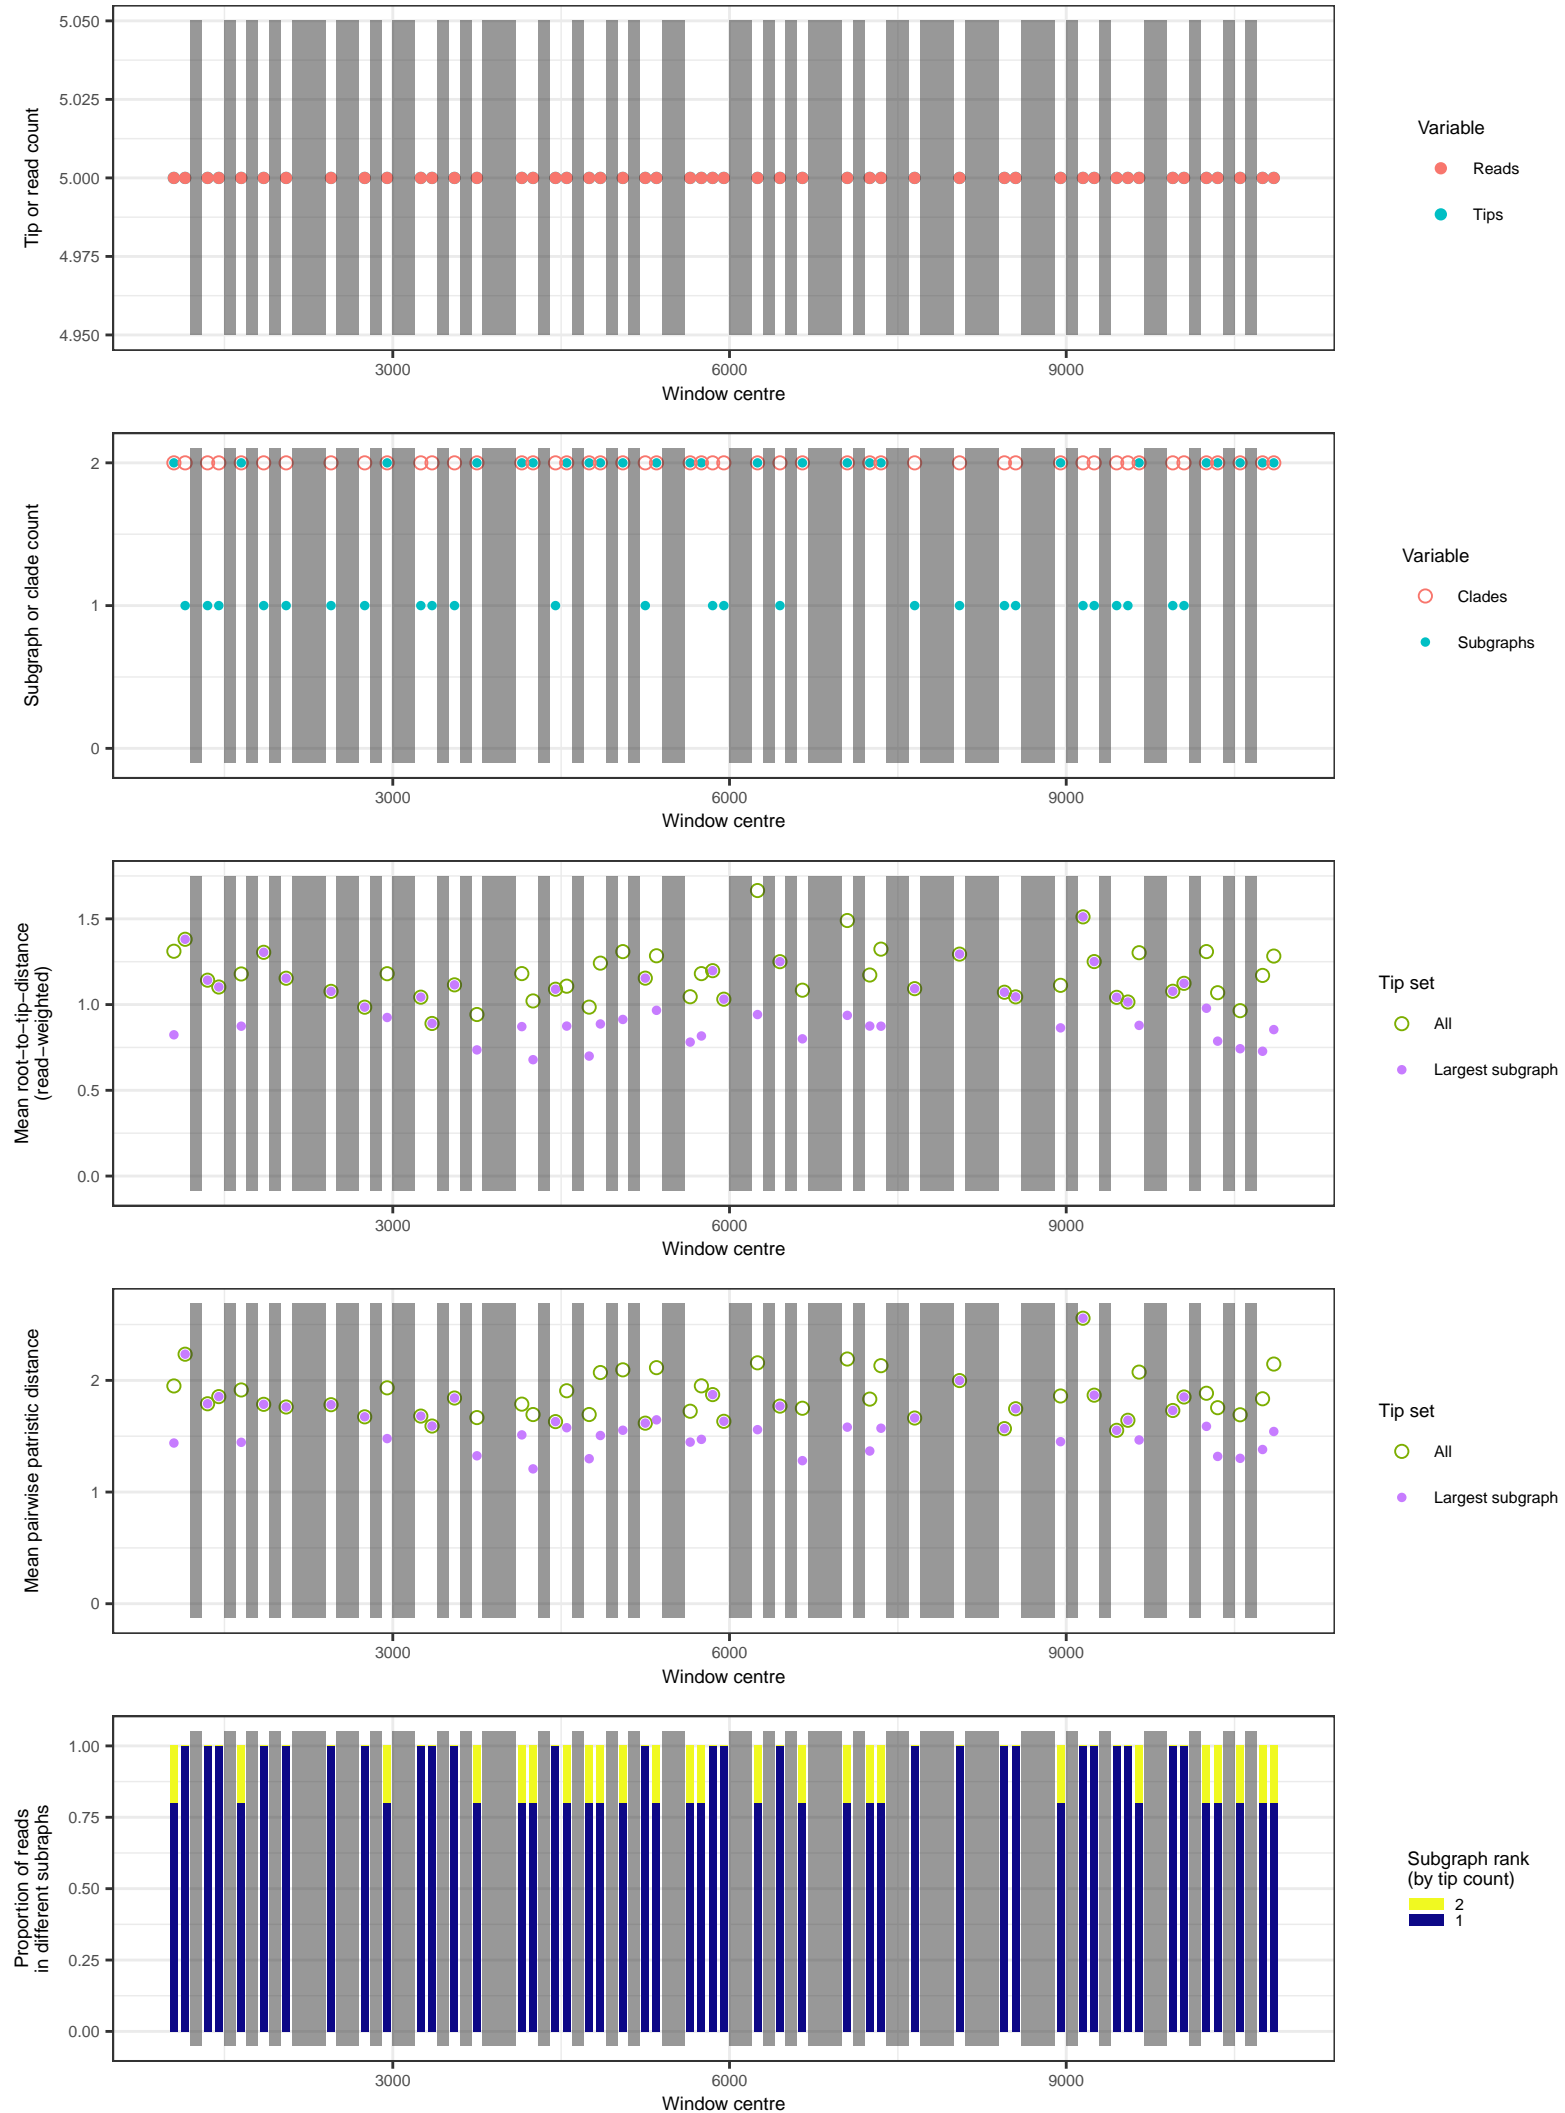 5.050
5.025
5.000
4.975
4.950
Tip or read count
3000
6000
9000
Window centre
Variable
Reads
Tips
2
1
0
Subgraph or clade count
3000
6000
9000
Window centre
Variable
Clades
Subgraphs
1.5
1.0
0.5
0.0
Mean root−to−tip−distance
(read−weighted)
3000
6000
9000
Window centre
Tip set
All
Largest subgraph
2
1
0
Mean pairwise patristic distance
3000
6000
9000
Window centre
Tip set
All
Largest subgraph
1.00
0.75
0.50
0.25
0.00
Proportion of reads
in different subraphs
3000
6000
9000
Window centre
Subgraph rank
(by tip count)
2
1